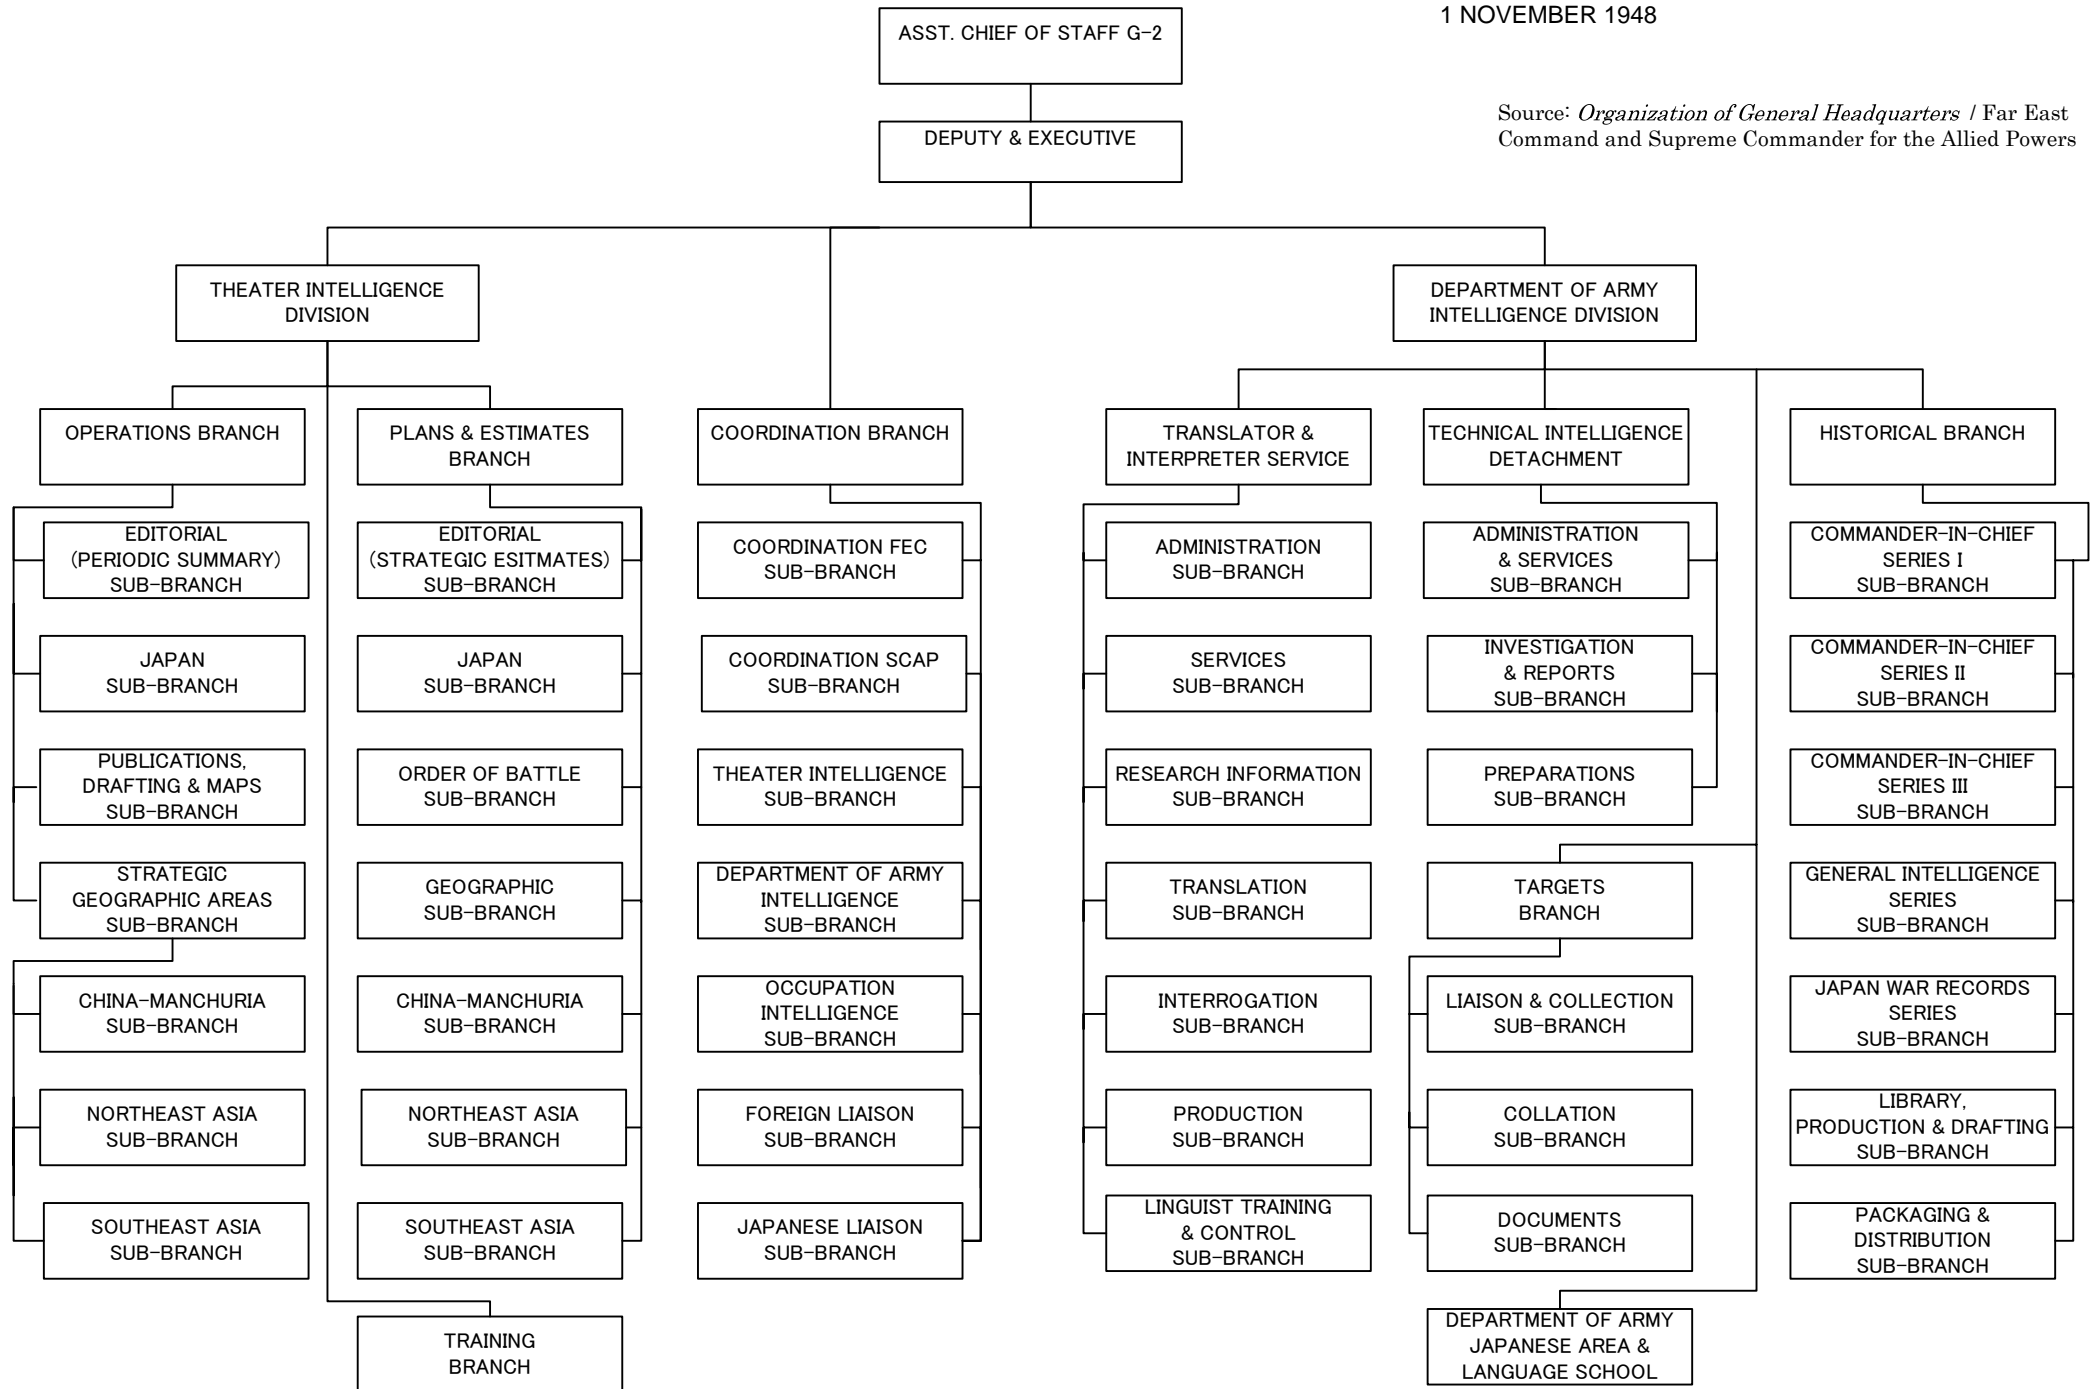 1 NOVEMBER 1948
ASST. CHIEF OF STAFF G-2
Source: Organization of General Headquarters / Far East
Command and Supreme Commander for the Allied Powers
DEPUTY & EXECUTIVE
THEATER INTELLIGENCE
DIVISION
DEPARTMENT OF ARMY
INTELLIGENCE DIVISION
OPERATIONS BRANCH
EDITORIAL
(PERIODIC SUMMARY)
SUB-BRANCH
JAPAN
SUB-BRANCH
PUBLICATIONS,
DRAFTING & MAPS
SUB-BRANCH
STRATEGIC
GEOGRAPHIC AREAS
SUB-BRANCH
CHINA-MANCHURIA
SUB-BRANCH
NORTHEAST ASIA
SUB-BRANCH
SOUTHEAST ASIA
SUB-BRANCH
PLANS & ESTIMATES
BRANCH
EDITORIAL
(STRATEGIC ESITMATES)
SUB-BRANCH
JAPAN
SUB-BRANCH
ORDER OF BATTLE
SUB-BRANCH
GEOGRAPHIC
SUB-BRANCH
CHINA-MANCHURIA
SUB-BRANCH
NORTHEAST ASIA
SUB-BRANCH
SOUTHEAST ASIA
SUB-BRANCH
TRAINING
BRANCH
COORDINATION BRANCH
COORDINATION FEC
SUB-BRANCH
COORDINATION SCAP
SUB-BRANCH
THEATER INTELLIGENCE
SUB-BRANCH
DEPARTMENT OF ARMY
INTELLIGENCE
SUB-BRANCH
OCCUPATION
INTELLIGENCE
SUB-BRANCH
FOREIGN LIAISON
SUB-BRANCH
JAPANESE LIAISON
SUB-BRANCH
TRANSLATOR &
INTERPRETER SERVICE
ADMINISTRATION
SUB-BRANCH
SERVICES
SUB-BRANCH
RESEARCH INFORMATION
SUB-BRANCH
TRANSLATION
SUB-BRANCH
INTERROGATION
SUB-BRANCH
PRODUCTION
SUB-BRANCH
LINGUIST TRAINING
& CONTROL
SUB-BRANCH
TECHNICAL INTELLIGENCE
DETACHMENT
ADMINISTRATION
& SERVICES
SUB-BRANCH
INVESTIGATION
& REPORTS
SUB-BRANCH
PREPARATIONS
SUB-BRANCH
TARGETS
BRANCH
LIAISON & COLLECTION
SUB-BRANCH
COLLATION
SUB-BRANCH
DOCUMENTS
SUB-BRANCH
DEPARTMENT OF ARMY
JAPANESE AREA &
LANGUAGE SCHOOL
HISTORICAL BRANCH
COMMANDER-IN-CHIEF
SERIES I
SUB-BRANCH
COMMANDER-IN-CHIEF
SERIES II
SUB-BRANCH
COMMANDER-IN-CHIEF
SERIES III
SUB-BRANCH
GENERAL INTELLIGENCE
SERIES
SUB-BRANCH
JAPAN WAR RECORDS
SERIES
SUB-BRANCH
LIBRARY,
PRODUCTION & DRAFTING
SUB-BRANCH
PACKAGING &
DISTRIBUTION
SUB-BRANCH